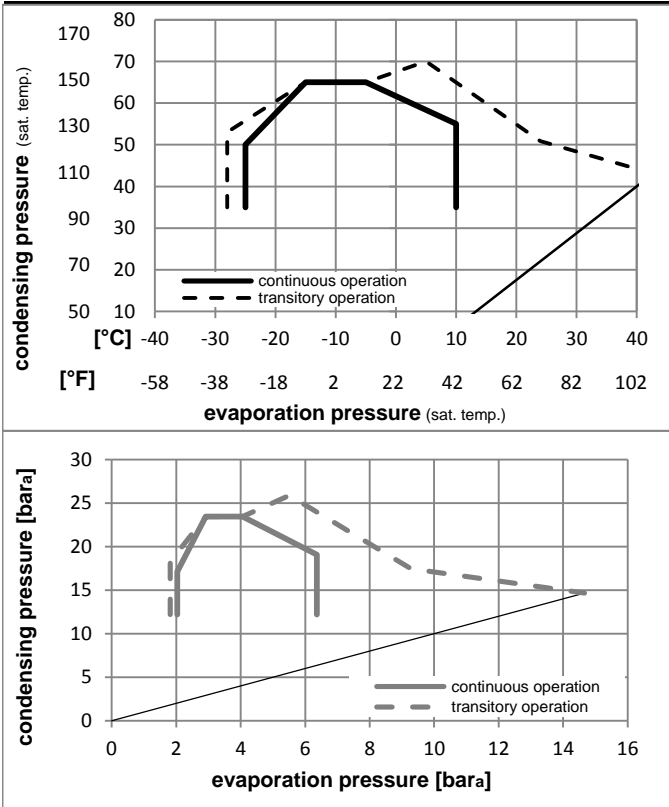 condensing pressure (sat. temp.)
170 80
150 70
130 60
110 50
90 40
70 30
50 20
10
continuous operation
transitory operation
[°C] -40 -30 -20 -10 0 10 20 30 40
[°F] -58 -38 -18 2 22 42 62 82 102
evaporation pressure (sat. temp.)
condensing pressure [bara]
30
25
20
15
10
5
0
continuous operation
transitory operation
0 2 4 6 8 10 12 14 16
evaporation pressure [bara]